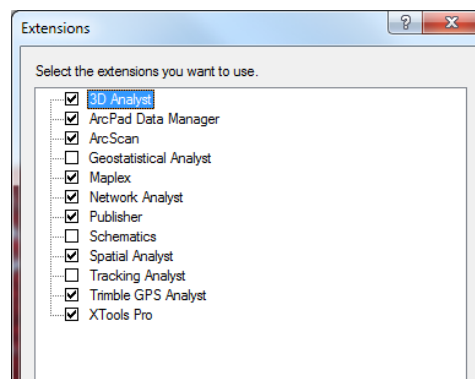 Extensions
?
Select the extensions you want to use.
3D Analyst
ArcPad Data Manager
ArcScan
Geostatistical Analyst
Maplex
Network Analyst
Publisher
Schematics
Spatial Analyst
Tracking Analyst
Trimble GPS Analyst
XTools Pro